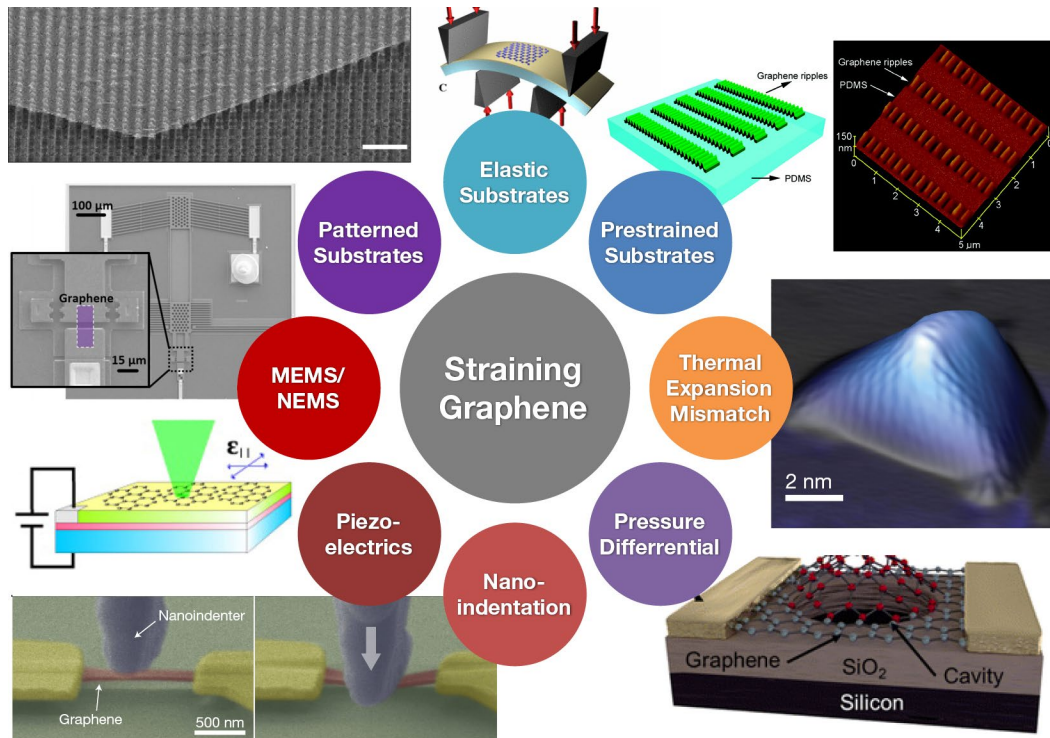 C
Graphene ripples
PDMS
Graphene ripples
PDMS
150
nm
0
1
2
3
4
5 µm
4
3
2
1
0
Elastic
Substrates
Patterned
Substrates
Prestrained
Substrates
100 µm
Graphene
15 µm
MEMS/
NEMS
Straining
Graphene
Thermal
Expansion
Mismatch
2 nm
ε||
Piezo-
electrics
Pressure
Differrential
Nano-
indentation
Nanoindenter
Graphene
500 nm
Graphene
SiO₂
Cavity
Silicon